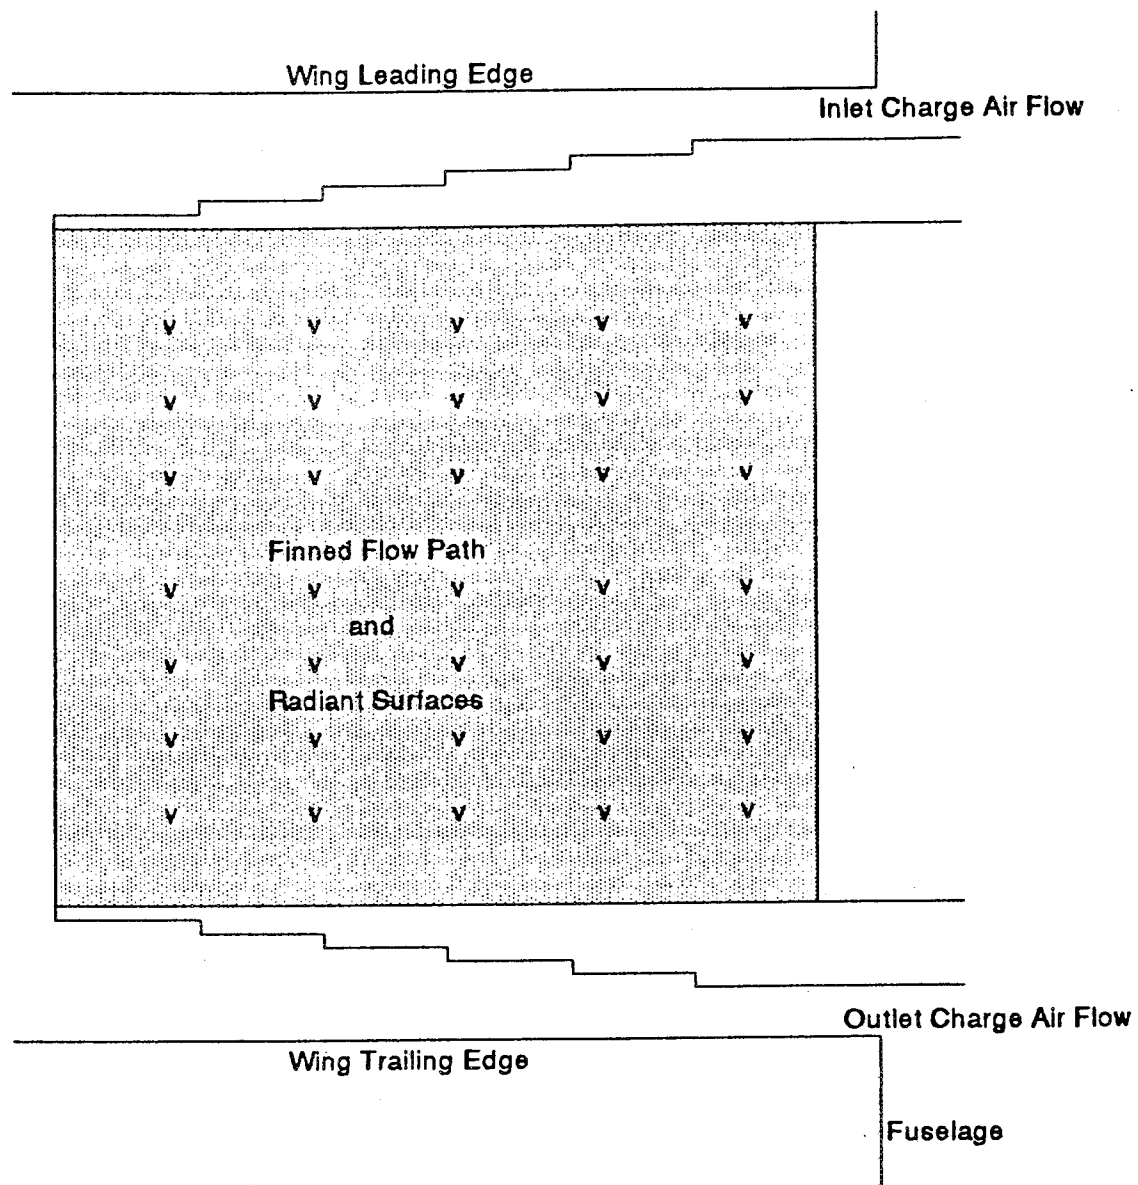 Wing Leading Edge
Inlet Charge Air Flow
v v v v v
v v v v v
v v v v v
Finned Flow Path
v v v v v
and
v v v v v
Radiant Surfaces
v v v v v
v v v v v
Outlet Charge Air Flow
Wing Trailing Edge
Fuselage